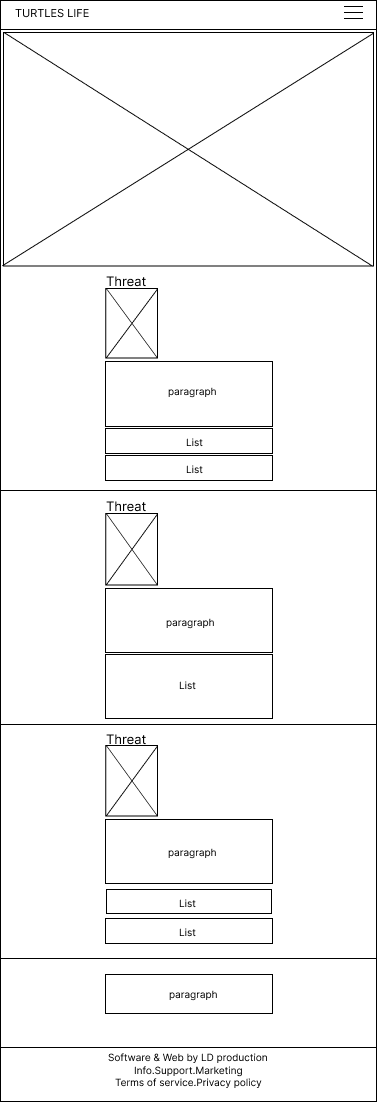 TURTLES LIFE
Threat
paragraph
List
List
Threat
paragraph
List
Threat
paragraph
List
List
paragraph
Software & Web by LD production
Info.Support.Marketing
Terms of service.Privacy policy